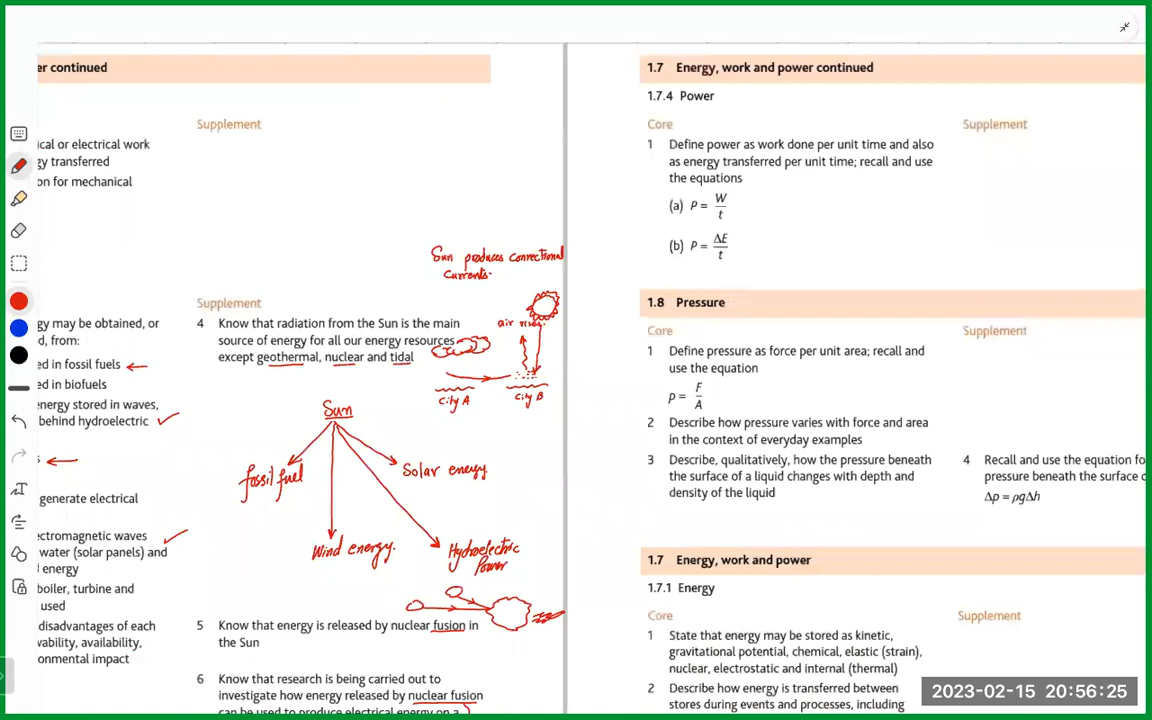 er continued
Supplement
ical or electrical work
gy transferred
on for mechanical
Sun produces convectional
currents.
Supplement
gy may be obtained, or
d, from:
ed in fossil fuels
ed in biofuels
energy stored in waves,
behind hydroelectric
s
generate electrical
ectromagnetic waves
water (solar panels) and
l energy
boiler, turbine and
used
disadvantages of each
wability, availability,
onmental impact
4 Know that radiation from the Sun is the main
source of energy for all our energy resources
except geothermal, nuclear and tidal
air rises.
City A
City B
Sun
fossil fuel
Solar energy.
Wind energy.
Hydroelectric
Power
5 Know that energy is released by nuclear fusion in
the Sun
6 Know that research is being carried out to
investigate how energy released by nuclear fusion
can be used to produce electrical energy on a
1.7 Energy, work and power continued
1.7.4 Power
Core
Supplement
1 Define power as work done per unit time and also
as energy transferred per unit time; recall and use
the equations
(a) P = W/t
(b) P = ΔE/t
1.8 Pressure
Core
Supplement
1 Define pressure as force per unit area; recall and
use the equation
p = F/A
2 Describe how pressure varies with force and area
in the context of everyday examples
3 Describe, qualitatively, how the pressure beneath
the surface of a liquid changes with depth and
density of the liquid
4 Recall and use the equation fo
pressure beneath the surface o
Δp = ρgΔh
1.7 Energy, work and power
1.7.1 Energy
Core
Supplement
1 State that energy may be stored as kinetic,
gravitational potential, chemical, elastic (strain),
nuclear, electrostatic and internal (thermal)
2 Describe how energy is transferred between
stores during events and processes, including
2023-02-15 20:56:25